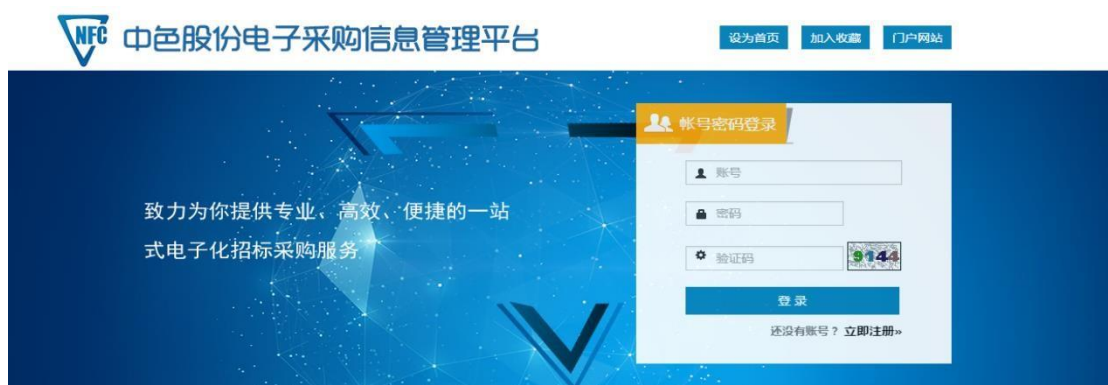 NFC 中色股份电子采购信息管理平台
设为首页 加入收藏 门户网站
帐号密码登录
账号
致力为你提供专业、高效、便捷的一站
密码
式电子化招标采购服务
验证码 9144
登录
还没有账号？立即注册»